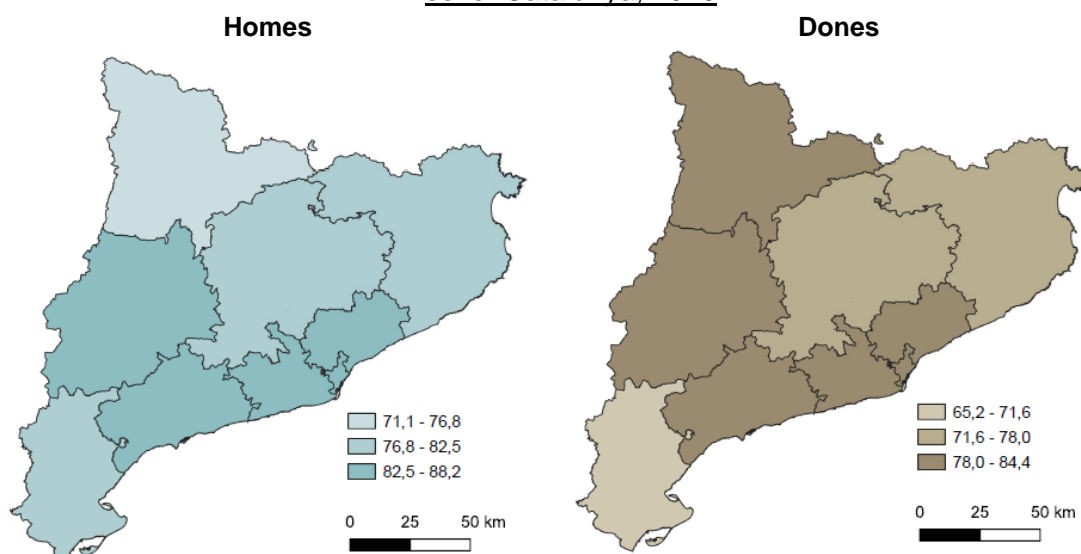 Homes
Dones
71,1 - 76,8
76,8 - 82,5
82,5 - 88,2
0 25 50 km
65,2 - 71,6
71,6 - 78,0
78,0 - 84,4
0 25 50 km